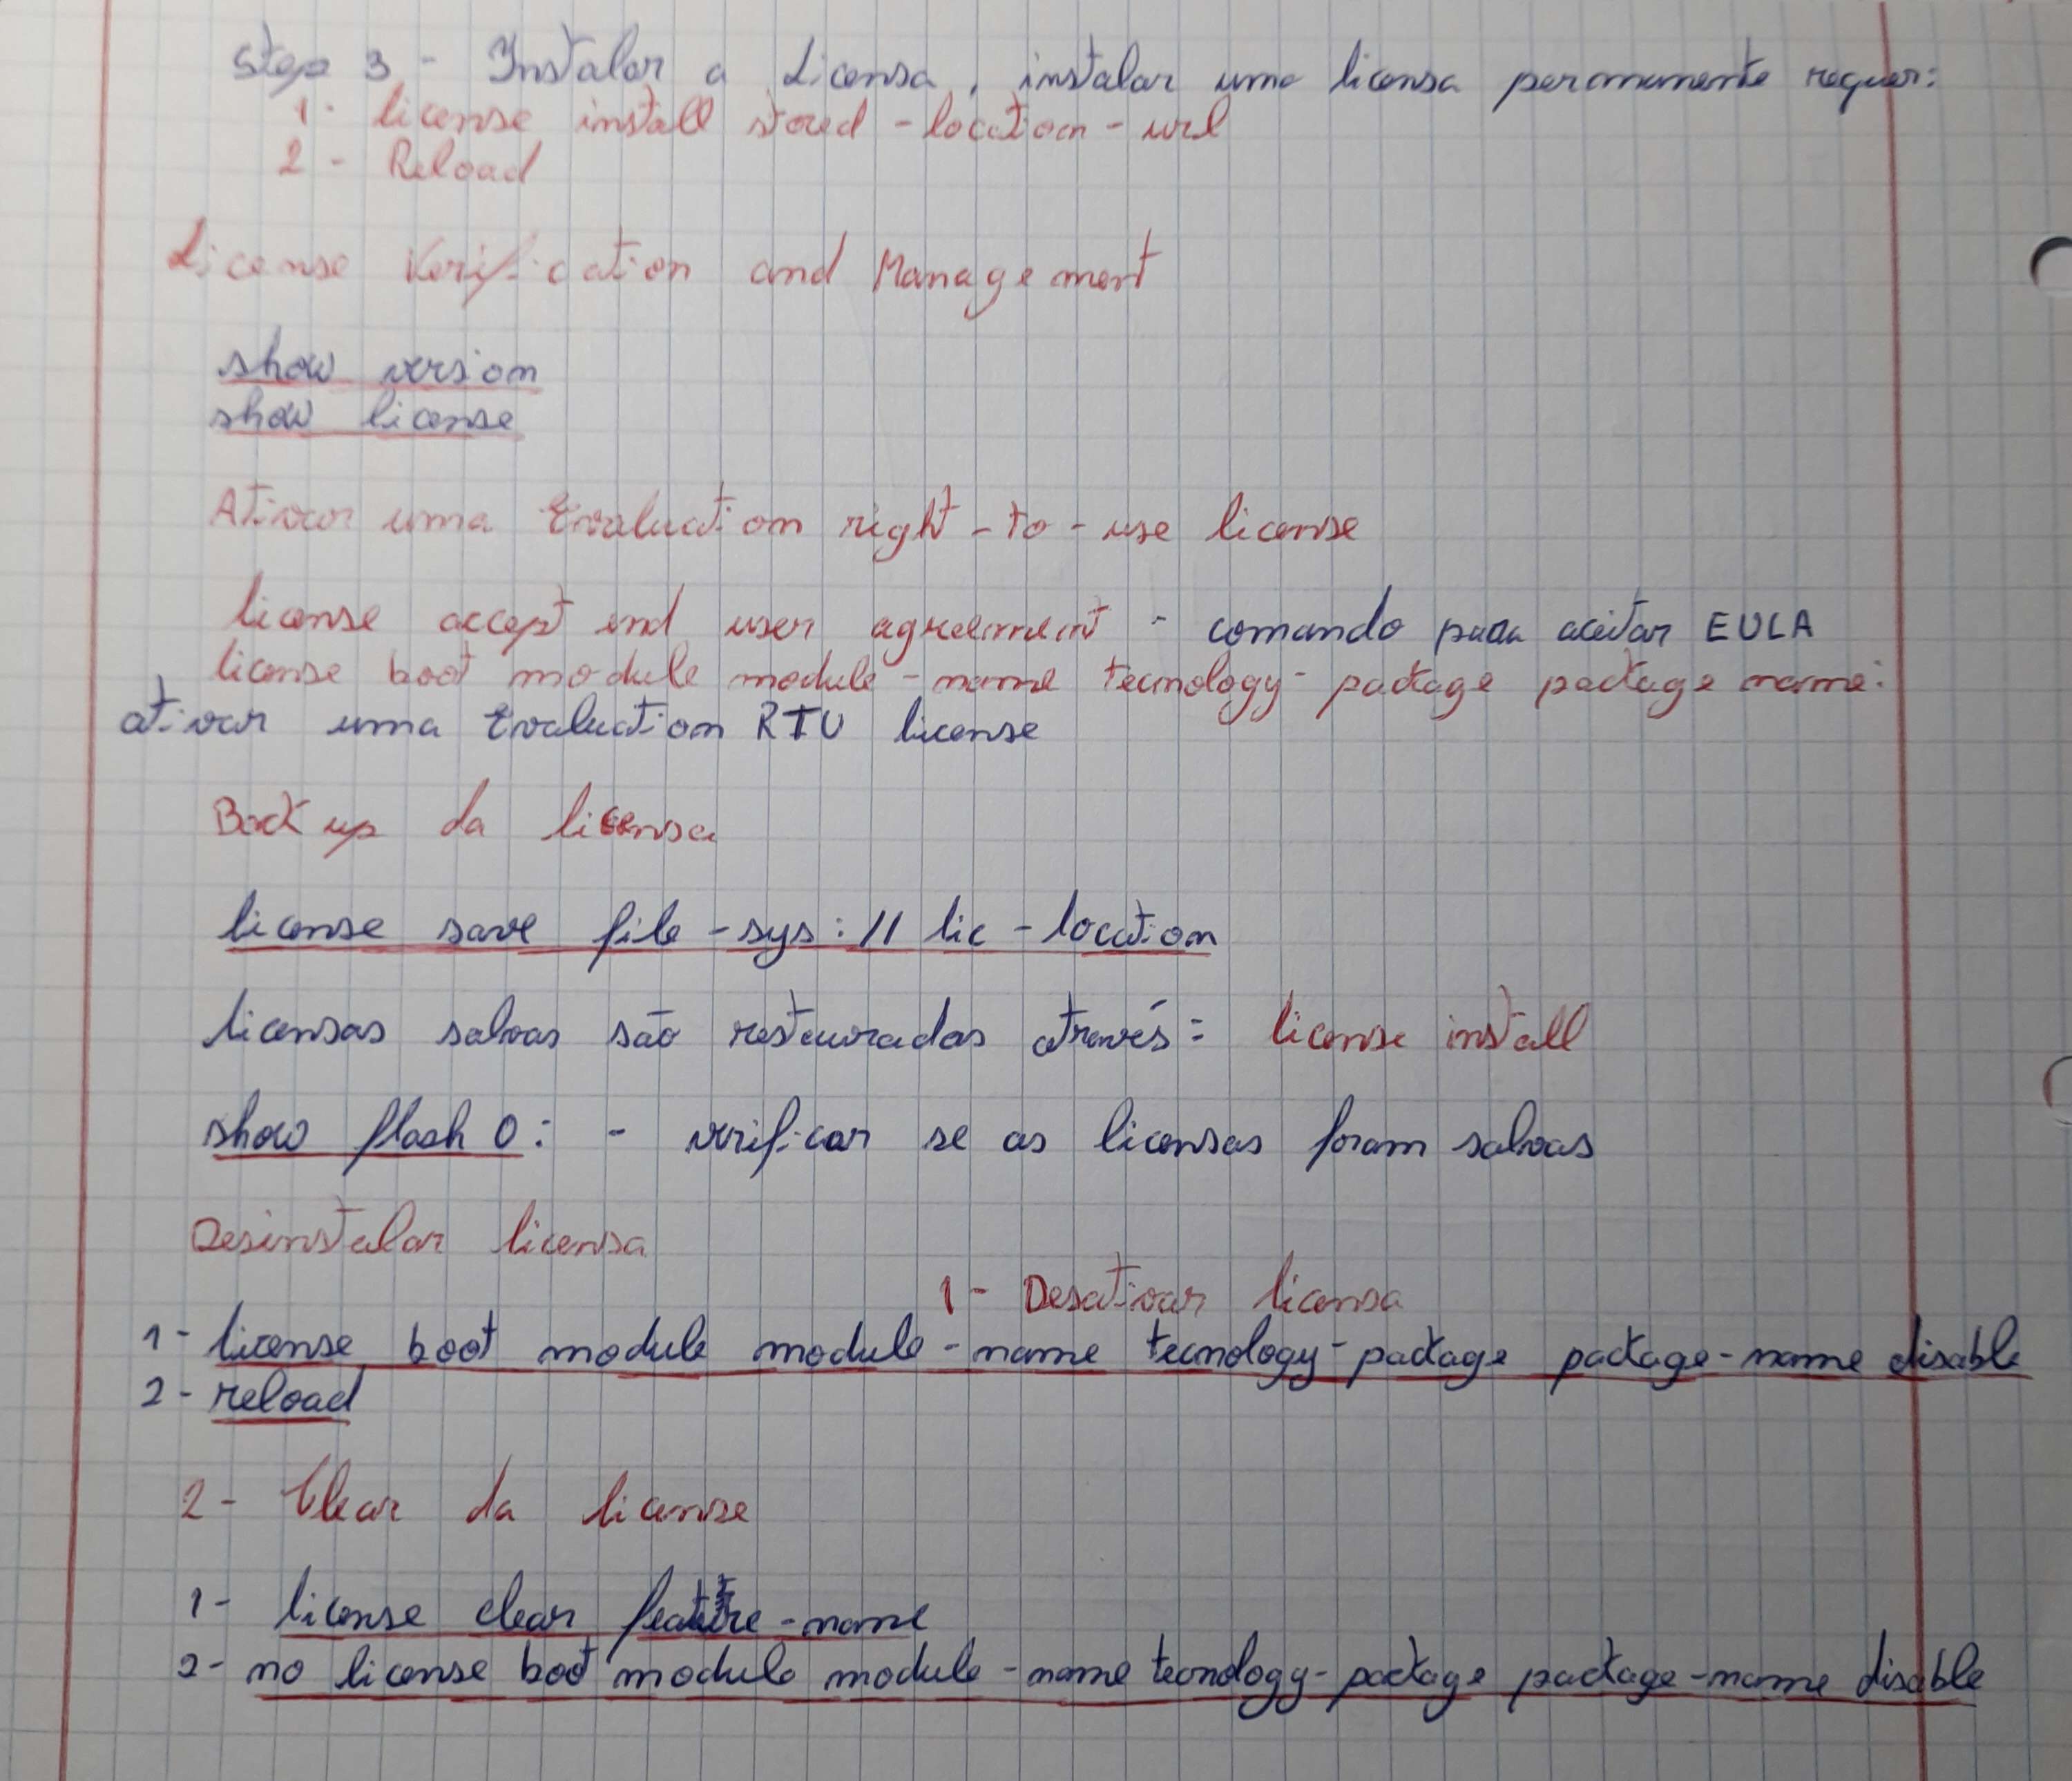 Step 3 - Instalar a Licensa, instalar uma licensa permamemente requer:
1- license install stored-location-url
2 - Reload
License Verification and Management
show version
show license
Ativar uma Evaluation right-to-use license
license accept end user agreement - comando para aceitar EULA
license boot module module-name tecnology-package package name:
ativar uma Evaluation RTU license
Back up da licensa
license save file-sys://lic-location
licensas salvas são restauradas através: license install
show flash 0: - verificar se as licensas foram salvas
Desinstalar licensa
1- Desativar licensa
1- license boot module module-name tecnology-package package-name disable
2- reload
2- Clear da license
1- license clear feature-name
2- no license boot module module-name tecnology-package package-name disable